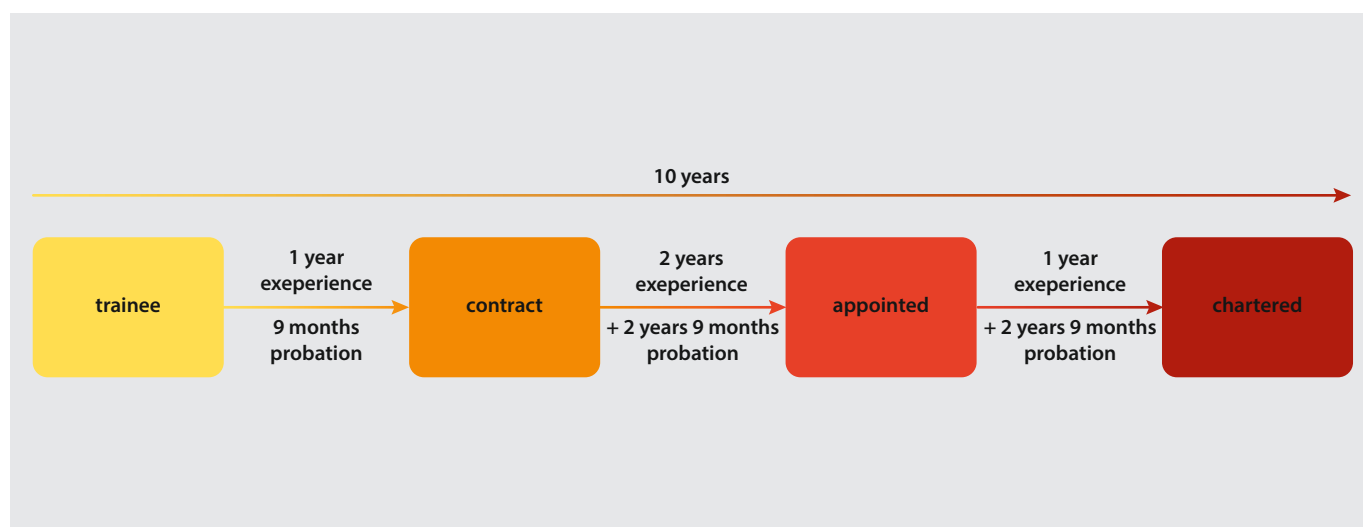 10 years
trainee
1 year
exeperience
9 months
probation
contract
2 years
exeperience
+ 2 years 9 months
probation
appointed
1 year
exeperience
+ 2 years 9 months
probation
chartered